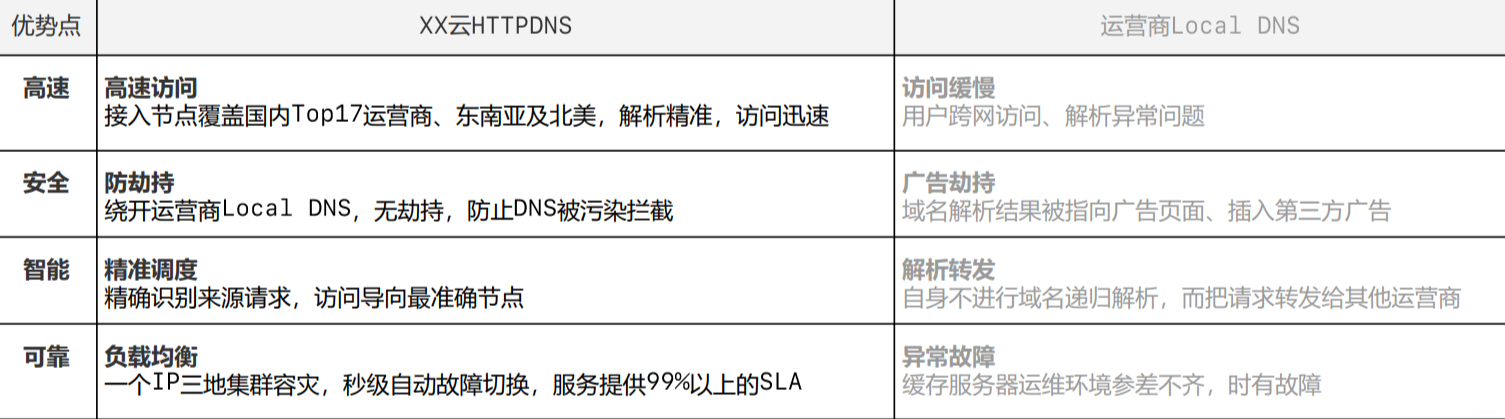 优势点 XX云HTTPDNS 运营商Local DNS
高速 高速访问 访问缓慢
接入节点覆盖国内Top17运营商、东南亚及北美，解析精准，访问迅速 用户跨网访问、解析异常问题
安全 防劫持 广告劫持
绕开运营商Local DNS，无劫持，防止DNS被污染拦截 域名解析结果被指向广告页面、插入第三方广告
智能 精准调度 解析转发
精确识别来源请求，访问导向最准确节点 自身不进行域名递归解析，而把请求转发给其他运营商
可靠 负载均衡 异常故障
一个IP三地集群容灾，秒级自动故障切换，服务提供99%以上的SLA 缓存服务器运维环境参差不齐，时有故障